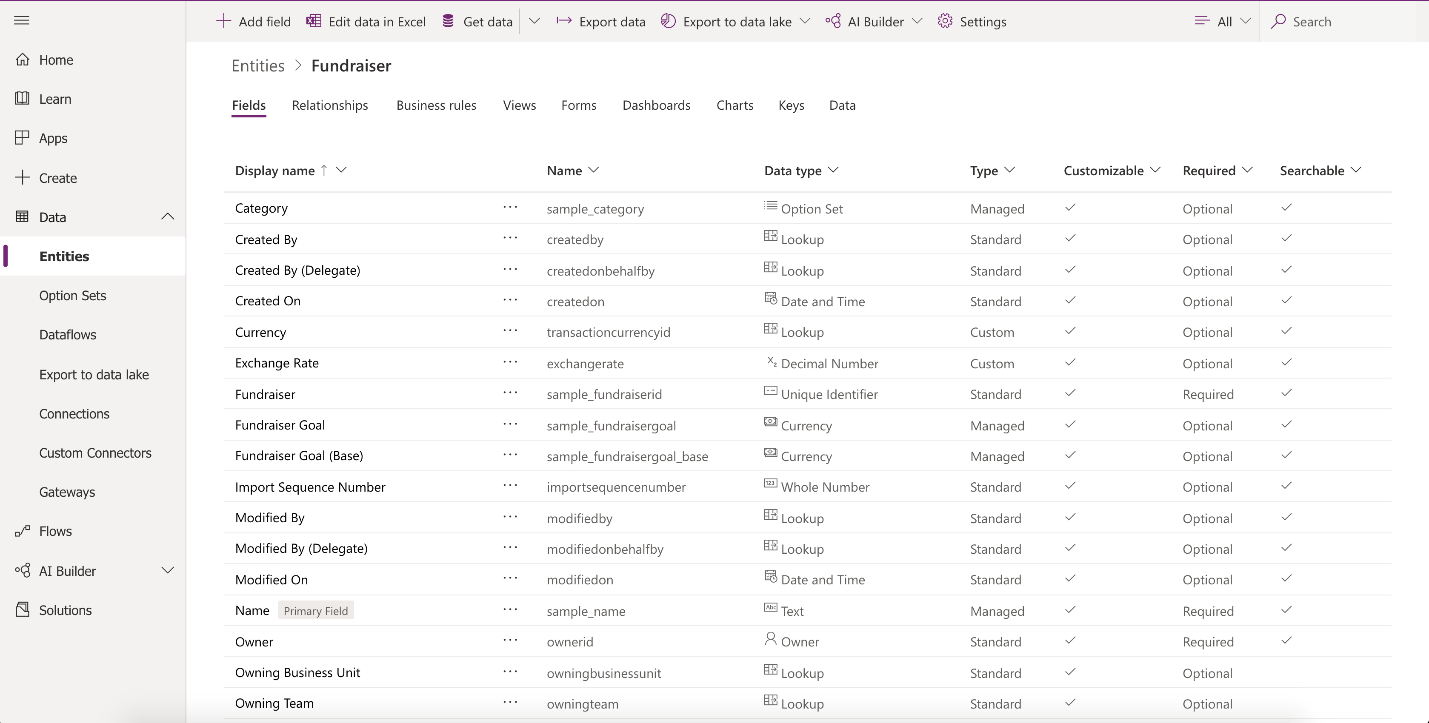 Add field Edit data in Excel Get data Export data Export to data lake AI Builder Settings All Search
Home
Learn
Apps
Create
Data
Entities
Option Sets
Dataflows
Export to data lake
Connections
Custom Connectors
Gateways
Flows
AI Builder
Solutions
Entities > Fundraiser
Fields Relationships Business rules Views Forms Dashboards Charts Keys Data
Display name ↑ Name Data type Type Customizable Required Searchable
Category ... sample_category Option Set Managed ✓ Optional ✓
Created By ... createdby Lookup Standard ✓ Optional ✓
Created By (Delegate) ... createdonbehalfby Lookup Standard ✓ Optional ✓
Created On ... createdon Date and Time Standard ✓ Optional ✓
Currency ... transactioncurrencyid Lookup Custom ✓ Optional ✓
Exchange Rate ... exchangerate Decimal Number Custom ✓ Optional ✓
Fundraiser ... sample_fundraiserid Unique Identifier Standard ✓ Required ✓
Fundraiser Goal ... sample_fundraisergoal Currency Managed ✓ Optional ✓
Fundraiser Goal (Base) ... sample_fundraisergoal_base Currency Managed ✓ Optional ✓
Import Sequence Number ... importsequencenumber Whole Number Standard ✓ Optional ✓
Modified By ... modifiedby Lookup Standard ✓ Optional ✓
Modified By (Delegate) ... modifiedonbehalfby Lookup Standard ✓ Optional ✓
Modified On ... modifiedon Date and Time Standard ✓ Optional ✓
Name Primary Field ... sample_name Abc Text Managed ✓ Required ✓
Owner ... ownerid Owner Standard ✓ Required ✓
Owning Business Unit ... owningbusinessunit Lookup Standard ✓ Optional
Owning Team ... owningteam Lookup Standard ✓ Optional